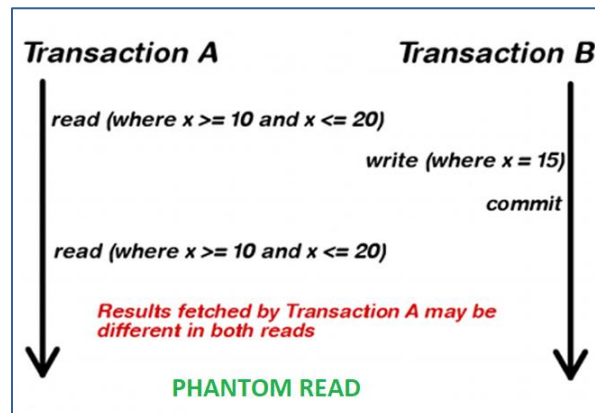 Transaction A
Transaction B
read (where x >= 10 and x <= 20)
write (where x = 15)
commit
read (where x >= 10 and x <= 20)
Results fetched by Transaction A may be
different in both reads
PHANTOM READ